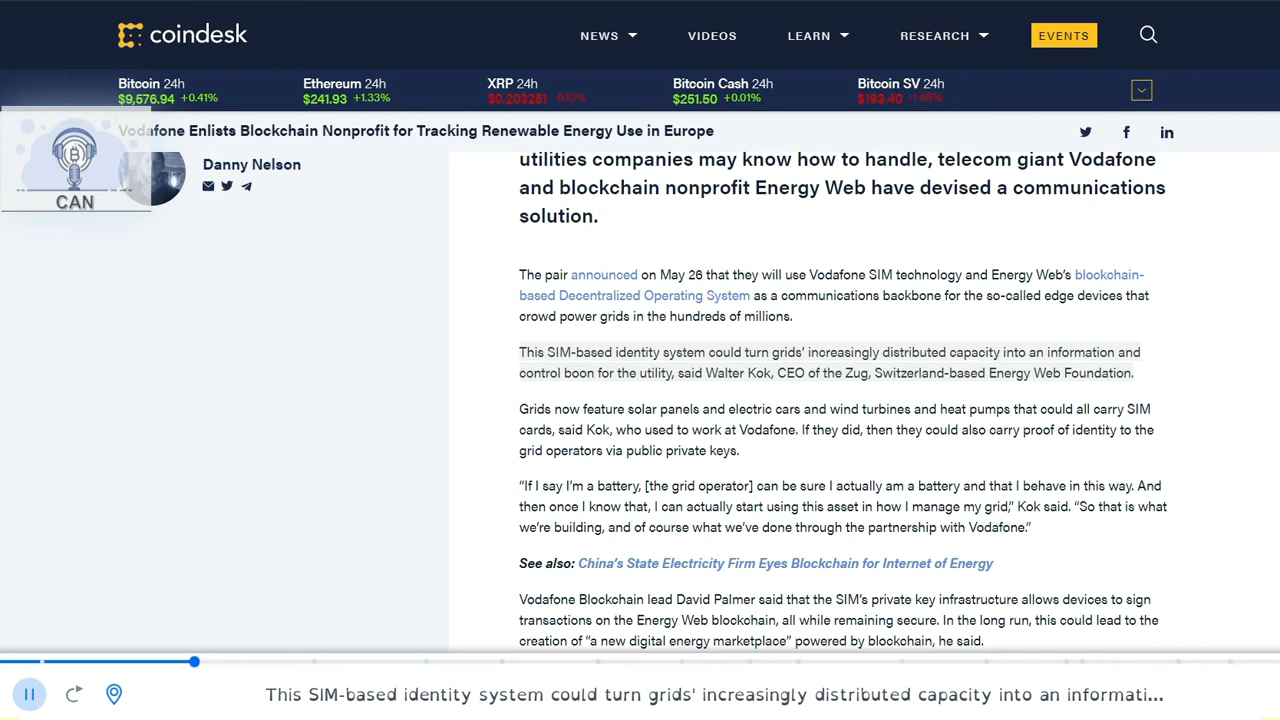 coindesk
NEWS
VIDEOS
LEARN
RESEARCH
EVENTS
Bitcoin 24h
$9,576.94 +0.41%
Ethereum 24h
$241.93 +1.33%
XRP 24h
$0.203251 -0.13%
Bitcoin Cash 24h
$251.50 +0.01%
Bitcoin SV 24h
$193.40 -1.86%
Vodafone Enlists Blockchain Nonprofit for Tracking Renewable Energy Use in Europe
Danny Nelson
CAN
utilities companies may know how to handle, telecom giant Vodafone
and blockchain nonprofit Energy Web have devised a communications
solution.
The pair announced on May 26 that they will use Vodafone SIM technology and Energy Web’s blockchain-
based Decentralized Operating System as a communications backbone for the so-called edge devices that
crowd power grids in the hundreds of millions.
This SIM-based identity system could turn grids’ increasingly distributed capacity into an information and
control boon for the utility, said Walter Kok, CEO of the Zug, Switzerland-based Energy Web Foundation.
Grids now feature solar panels and electric cars and wind turbines and heat pumps that could all carry SIM
cards, said Kok, who used to work at Vodafone. If they did, then they could also carry proof of identity to the
grid operators via public private keys.
“If I say I’m a battery, [the grid operator] can be sure I actually am a battery and that I behave in this way. And
then once I know that, I can actually start using this asset in how I manage my grid,” Kok said. “So that is what
we’re building, and of course what we’ve done through the partnership with Vodafone.”
See also: China’s State Electricity Firm Eyes Blockchain for Internet of Energy
Vodafone Blockchain lead David Palmer said that the SIM’s private key infrastructure allows devices to sign
transactions on the Energy Web blockchain, all while remaining secure. In the long run, this could lead to the
creation of “a new digital energy marketplace” powered by blockchain, he said.
This SIM-based identity system could turn grids' increasingly distributed capacity into an informati...